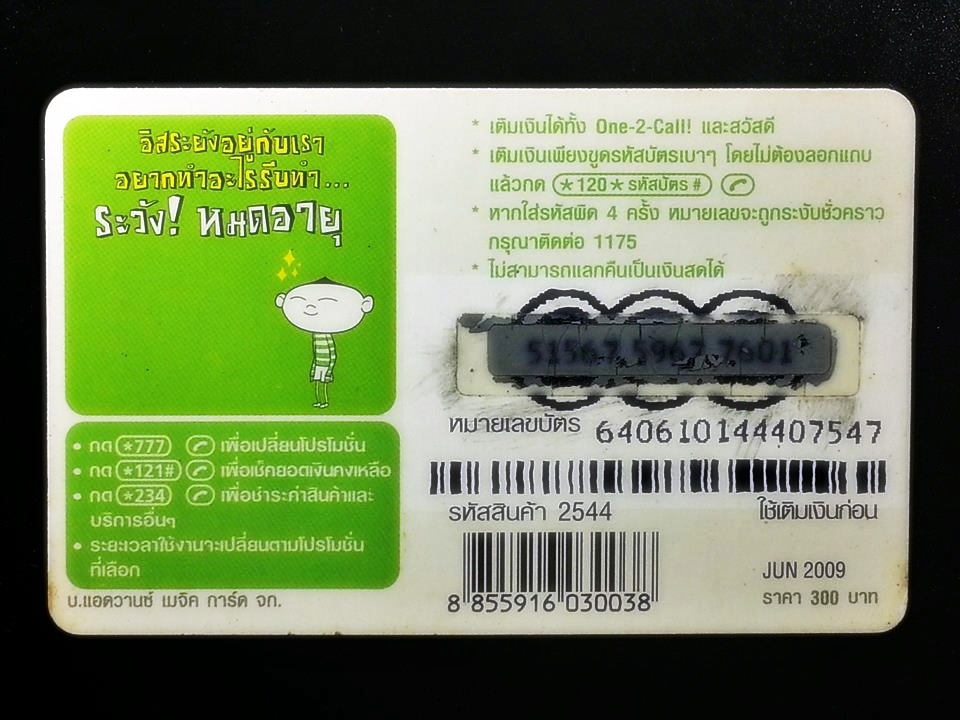 อิสระยังอยู่กับเรา
อยากทำอะไรรีบทำ...
ระวัง! หมดอายุ
• กด *777 เพื่อเปลี่ยนโปรโมชั่น
• กด *121# เพื่อเช็คยอดเงินคงเหลือ
• กด *234 เพื่อชำระค่าสินค้าและ
บริการอื่นๆ
• ระยะเวลาใช้งานจะเปลี่ยนตามโปรโมชั่น
ที่เลือก
บ.แอดวานซ์ เมจิค การ์ด จก.
* เติมเงินได้ทั้ง One-2-Call! และสวัสดี
* เติมเงินเพียงขูดรหัสบัตรเบาๆ โดยไม่ต้องลอกแถบ
แล้วกด *120*รหัสบัตร#
* หากใส่รหัสผิด 4 ครั้ง หมายเลขจะถูกระงับชั่วคราว
กรุณาติดต่อ 1175
* ไม่สามารถแลกคืนเป็นเงินสดได้
51567 5967 7601
หมายเลขบัตร 640610144407547
รหัสสินค้า 2544 ใช้เติมเงินก่อน
JUN 2009
8 855916 030038
ราคา 300 บาท